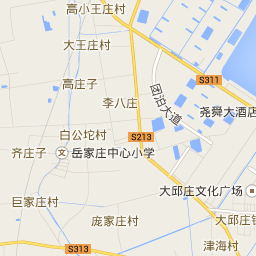 高小王庄村
大王庄村
S311
高庄子
团泊大道
李八庄
尧舜大酒店
白公坨村
S213
齐庄子
岳家庄中心小学
大邱庄文化广场
巨家庄村
庞家庄村
大邱庄镇
津海村
S313